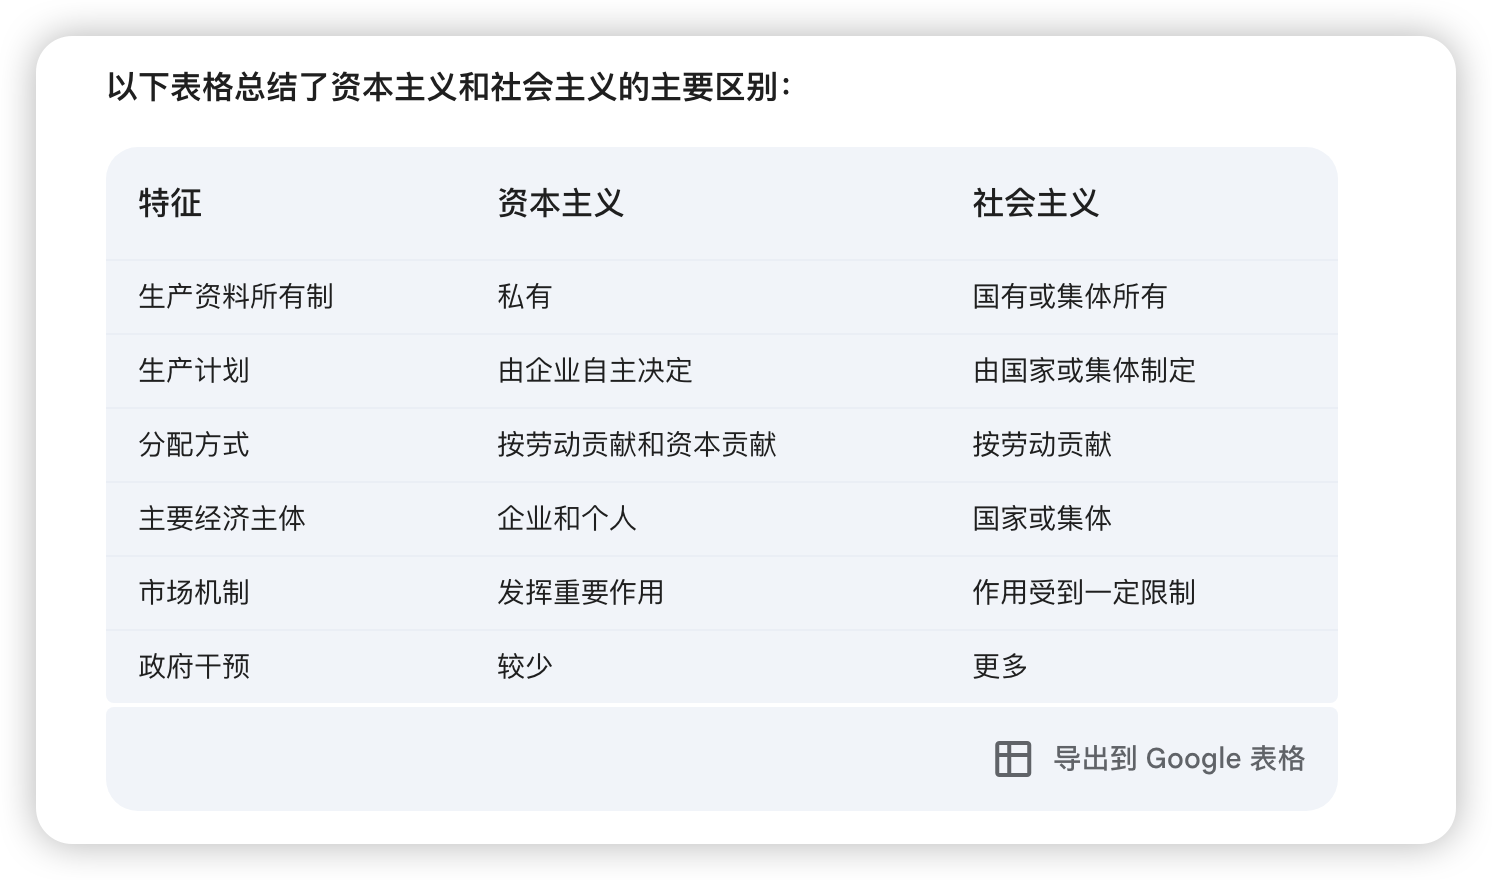 以下表格总结了资本主义和社会主义的主要区别：
特征 资本主义 社会主义
生产资料所有制 私有 国有或集体所有
生产计划 由企业自主决定 由国家或集体制定
分配方式 按劳动贡献和资本贡献 按劳动贡献
主要经济主体 企业和个人 国家或集体
市场机制 发挥重要作用 作用受到一定限制
政府干预 较少 更多
导出到 Google 表格